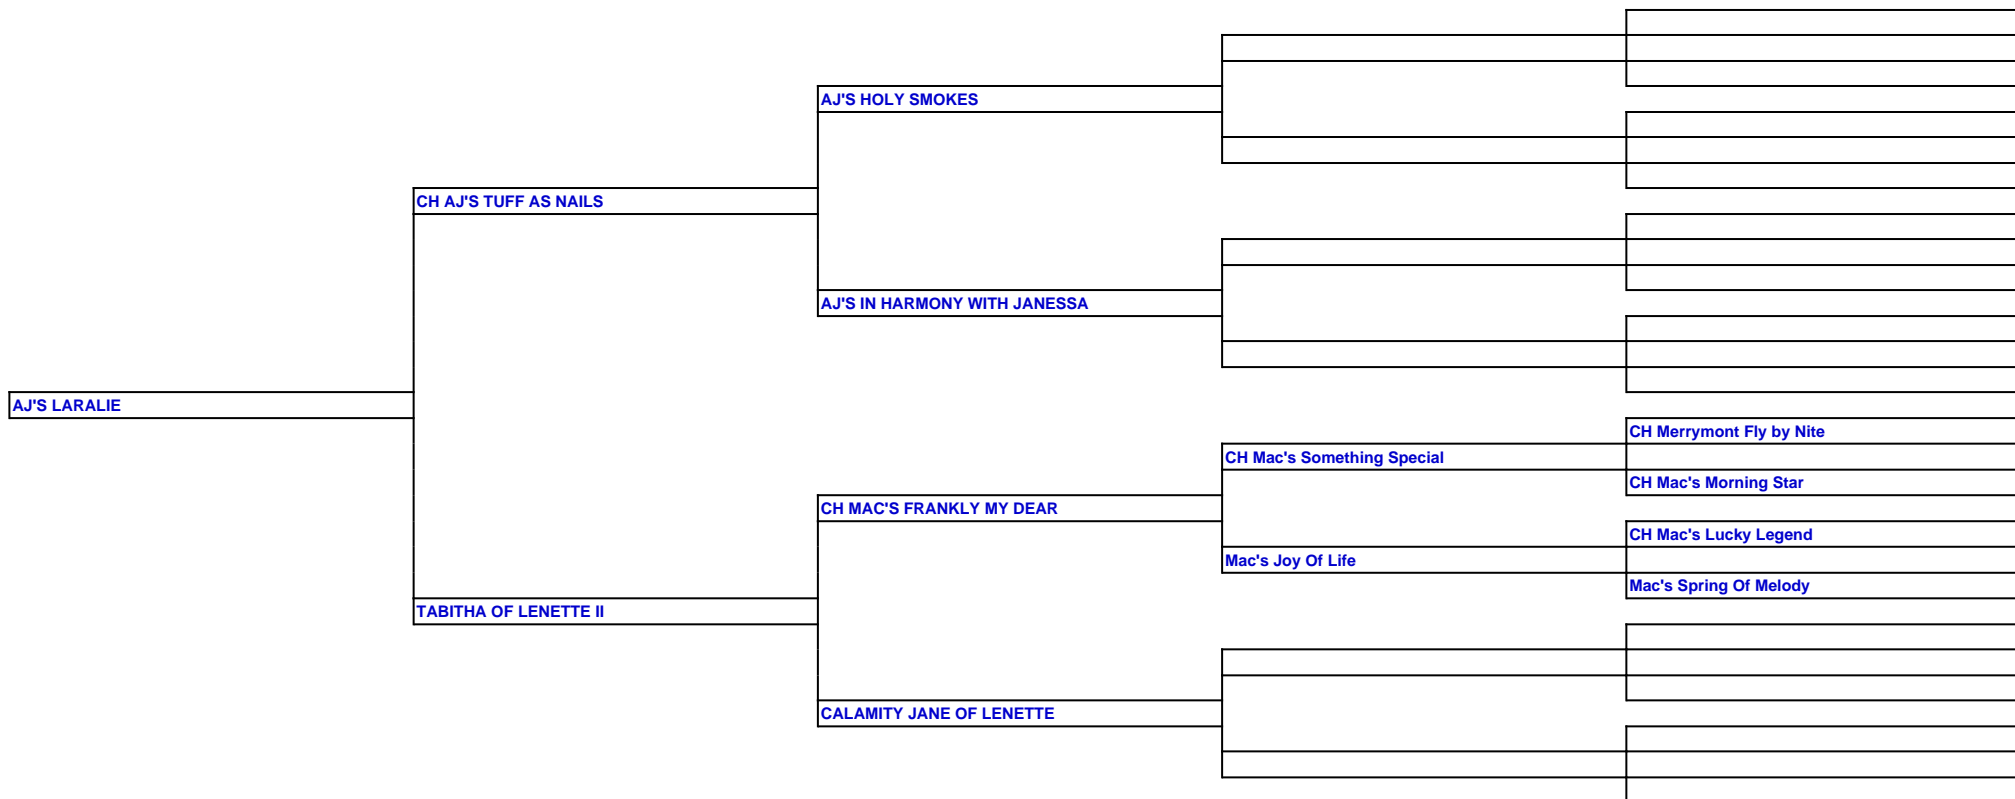 AJ'S HOLY SMOKES
CH AJ'S TUFF AS NAILS
AJ'S IN HARMONY WITH JANESSA
AJ'S LARALIE
CH Merrymont Fly by Nite
CH Mac's Something Special
CH Mac's Morning Star
CH MAC'S FRANKLY MY DEAR
CH Mac's Lucky Legend
Mac's Joy Of Life
Mac's Spring Of Melody
TABITHA OF LENETTE II
CALAMITY JANE OF LENETTE